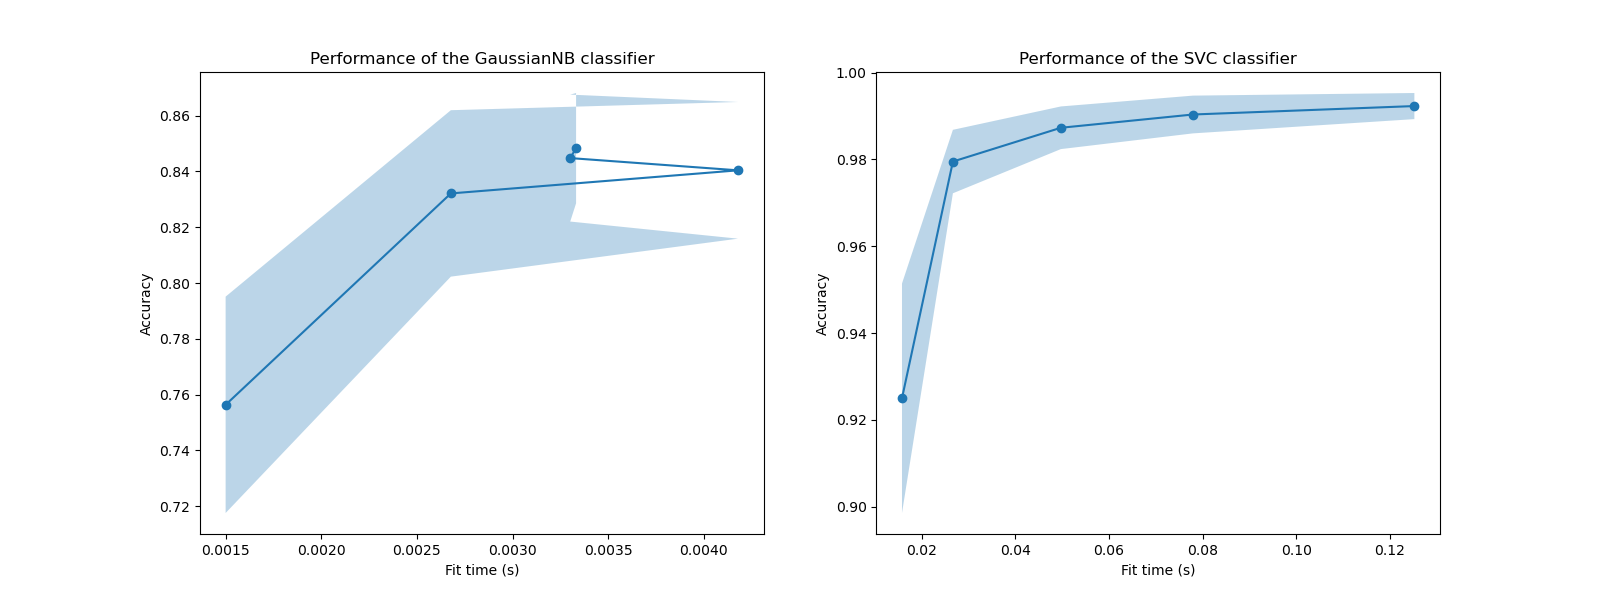 Performance of the GaussianNB classifier
Accuracy
0.86
0.84
0.82
0.80
0.78
0.76
0.74
0.72
0.0015 0.0020 0.0025 0.0030 0.0035 0.0040
Fit time (s)
Performance of the SVC classifier
Accuracy
1.00
0.98
0.96
0.94
0.92
0.90
0.02 0.04 0.06 0.08 0.10 0.12
Fit time (s)